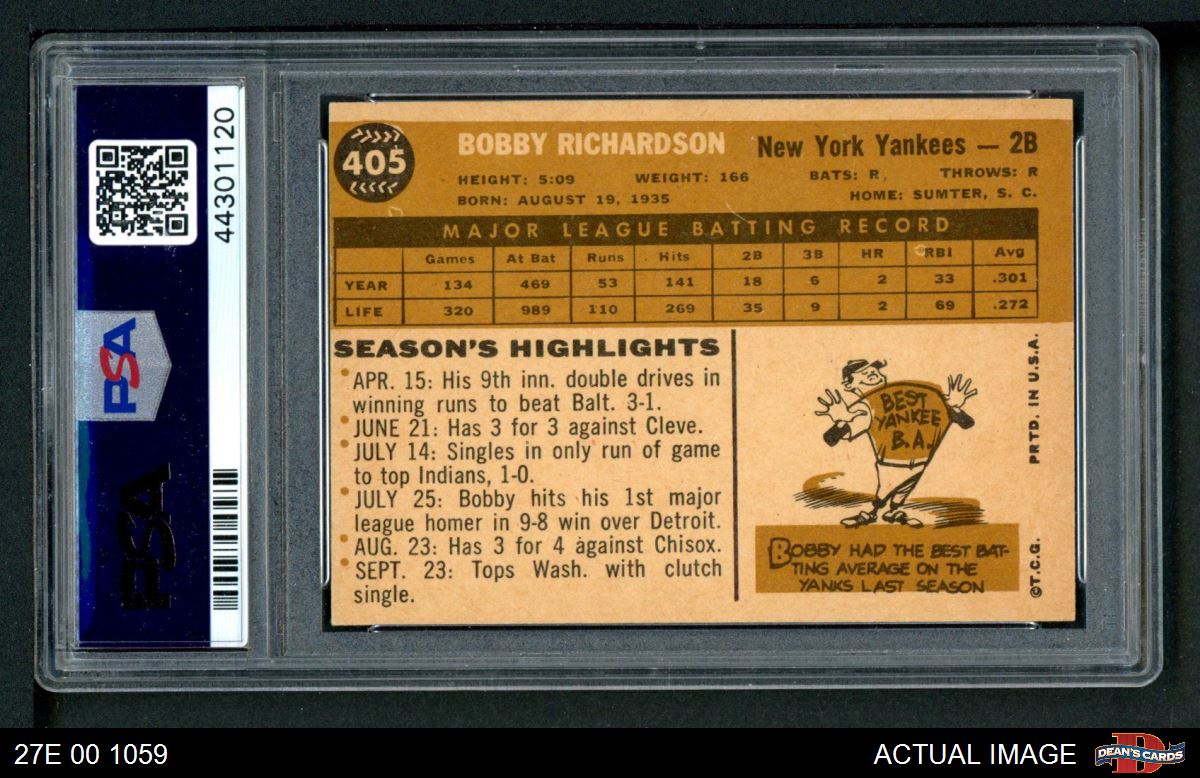 44301120
PSA
PSA
405
BOBBY RICHARDSON New York Yankees — 2B
HEIGHT: 5:09 WEIGHT: 166 BATS: R, THROWS: R
BORN: AUGUST 19, 1935 HOME: SUMTER, S. C.
MAJOR LEAGUE BATTING RECORD
Games At Bat Runs Hits 2B 3B HR RBI Avg
YEAR 134 469 53 141 18 6 2 33 .301
LIFE 320 989 110 269 35 9 2 69 .272
SEASON'S HIGHLIGHTS
APR. 15: His 9th inn. double drives in
winning runs to beat Balt. 3-1.
JUNE 21: Has 3 for 3 against Cleve.
JULY 14: Singles in only run of game
to top Indians, 1-0.
JULY 25: Bobby hits his 1st major
league homer in 9-8 win over Detroit.
AUG. 23: Has 3 for 4 against Chisox.
SEPT. 23: Tops Wash. with clutch
single.
BEST
YANKEE
B.A.
BOBBY HAD THE BEST BAT-
TING AVERAGE ON THE
YANKS LAST SEASON
©T.C.G. PRTD. IN U.S.A.
27E 00 1059 ACTUAL IMAGE DEAN'S CARDS